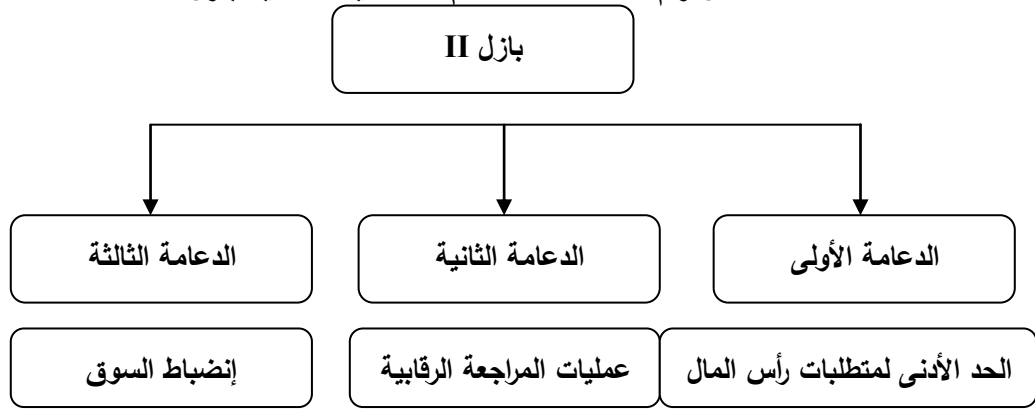 بازل II
الدعامة الأولى
الدعامة الثانية
الدعامة الثالثة
الحد الأدنى لمتطلبات رأس المال
عمليات المراجعة الرقابية
إنضباط السوق